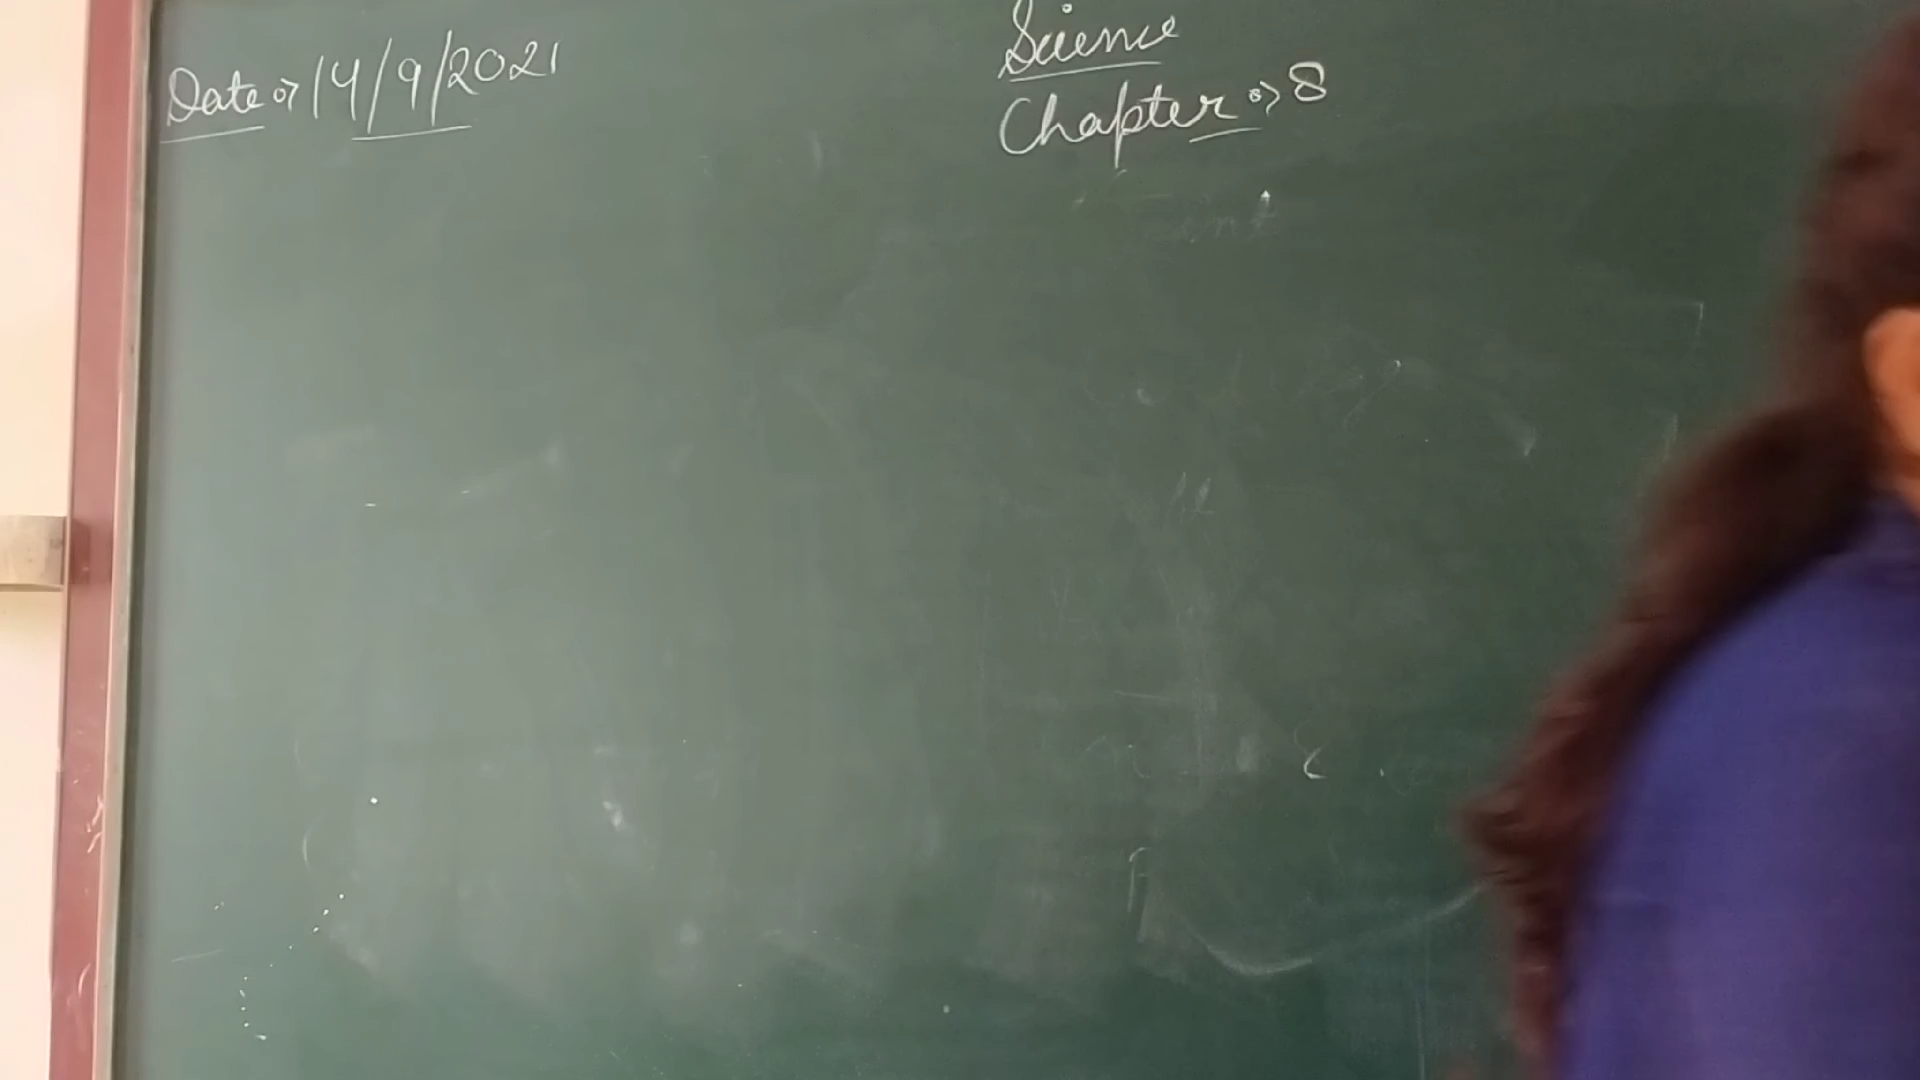 Date :> 14/9/2021
Science
Chapter :> 8